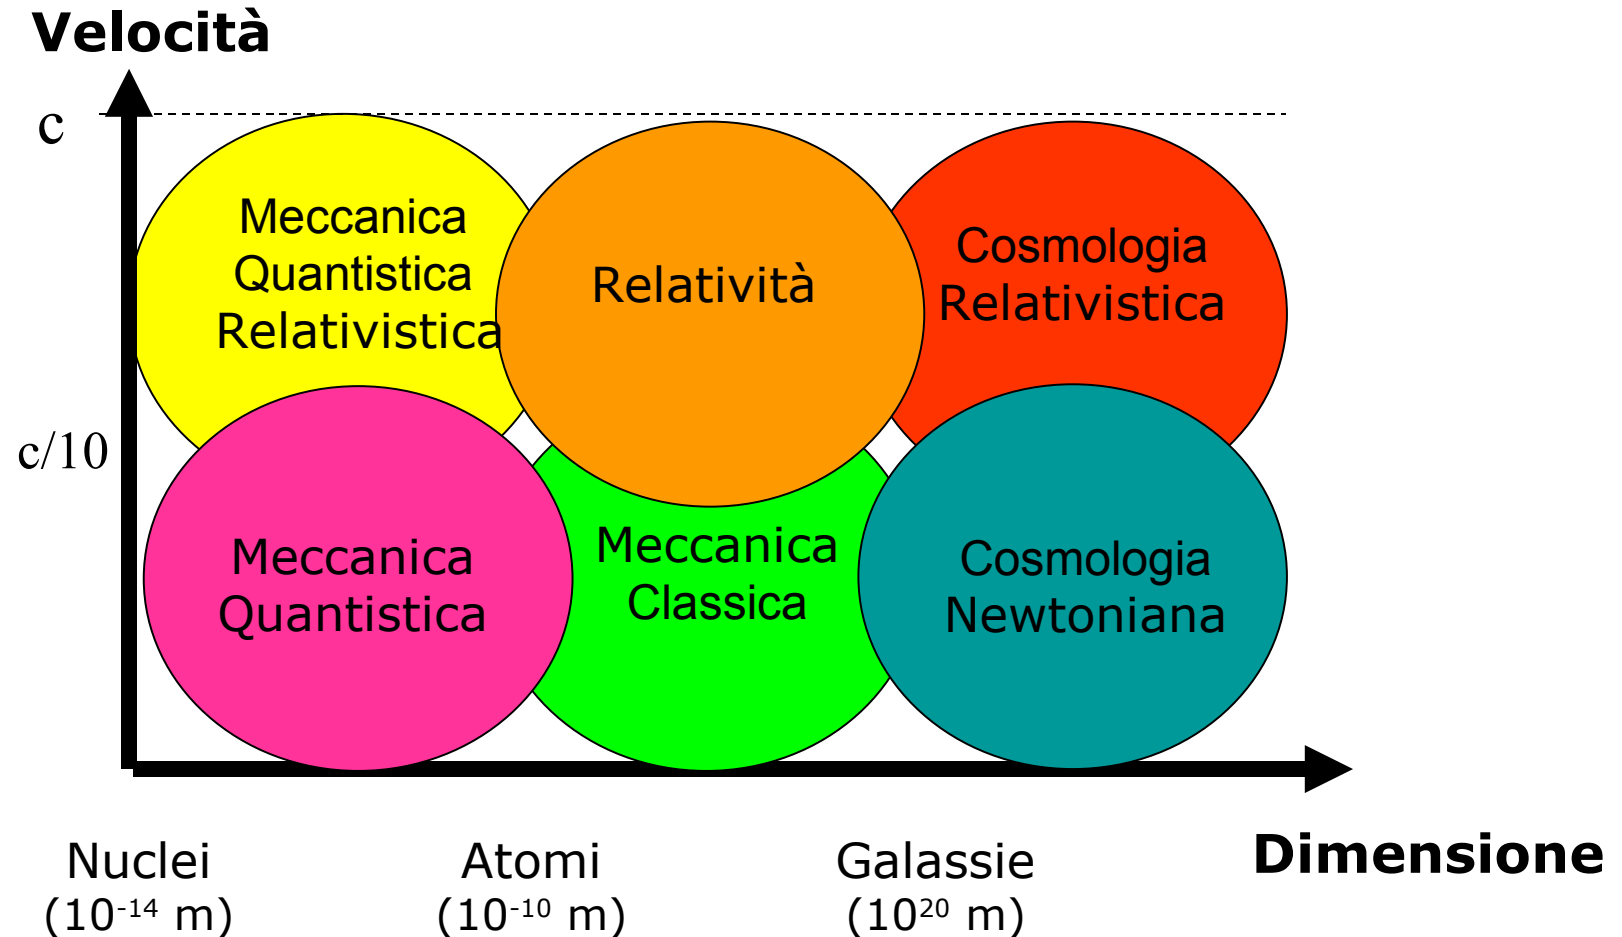 Velocità
c
Meccanica
Quantistica
Relativistica
Relatività
Cosmologia
Relativistica
c/10
Meccanica
Quantistica
Meccanica
Classica
Cosmologia
Newtoniana
Nuclei
(10⁻¹⁴ m)
Atomi
(10⁻¹⁰ m)
Galassie
(10²⁰ m)
Dimensione